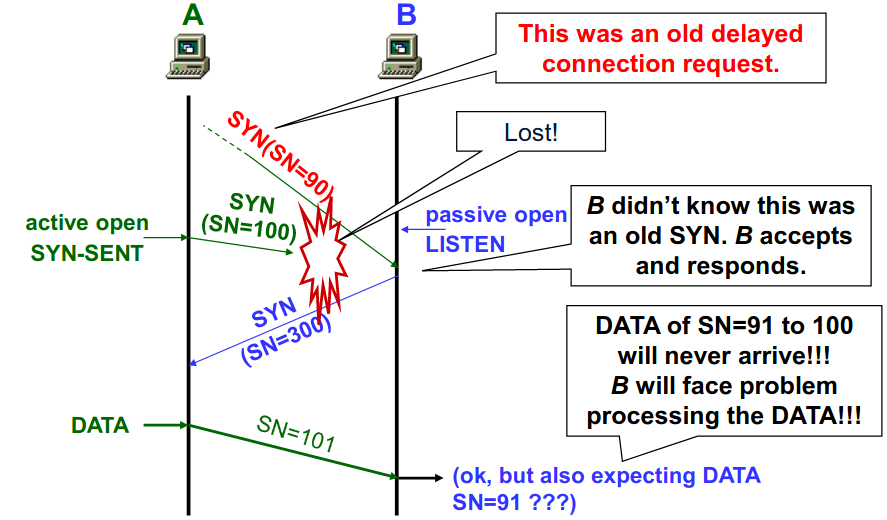 A
B
This was an old delayed
connection request.
SYN(SN=90)
Lost!
SYN
(SN=100)
active open
SYN-SENT
passive open
LISTEN
B didn’t know this was
an old SYN. B accepts
and responds.
SYN
(SN=300)
DATA of SN=91 to 100
will never arrive!!!
B will face problem
processing the DATA!!!
DATA
SN=101
(ok, but also expecting DATA
SN=91 ???)